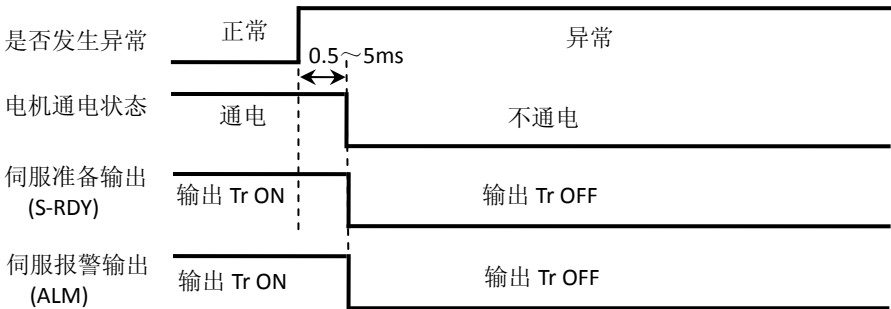 是否发生异常
正常
异常
0.5～5ms
电机通电状态
通电
不通电
伺服准备输出
(S-RDY)
输出 Tr ON
输出 Tr OFF
伺服报警输出
(ALM)
输出 Tr ON
输出 Tr OFF